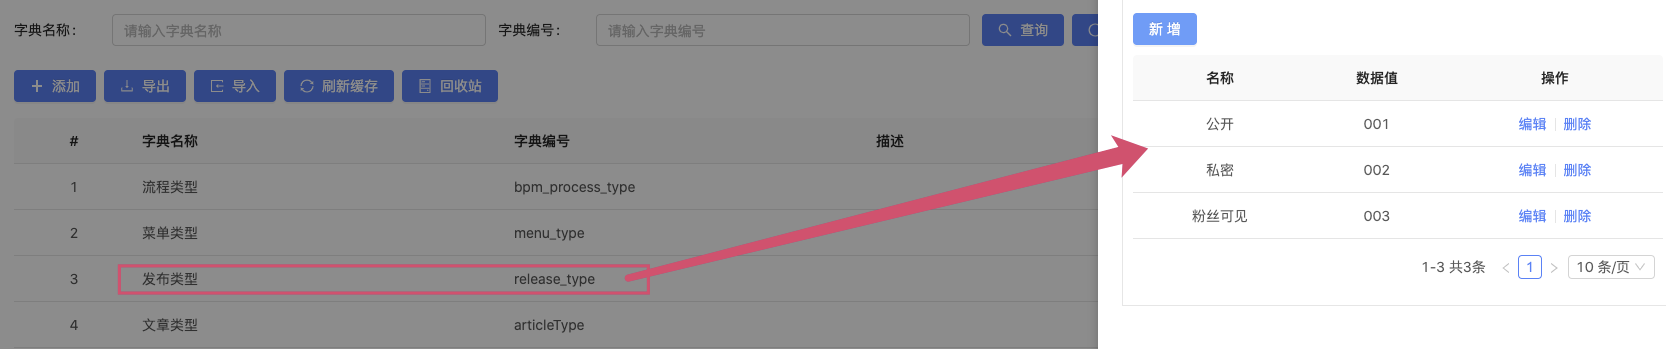 字典名称： 请输入字典名称 字典编号： 请输入字典编号 查询
添加 导出 导入 刷新缓存 回收站
# 字典名称 字典编号 描述
1 流程类型 bpm_process_type
2 菜单类型 menu_type
3 发布类型 release_type
4 文章类型 articleType
新增
名称 数据值 操作
公开 001 编辑 删除
私密 002 编辑 删除
粉丝可见 003 编辑 删除
1-3 共3条 < 1 > 10 条/页